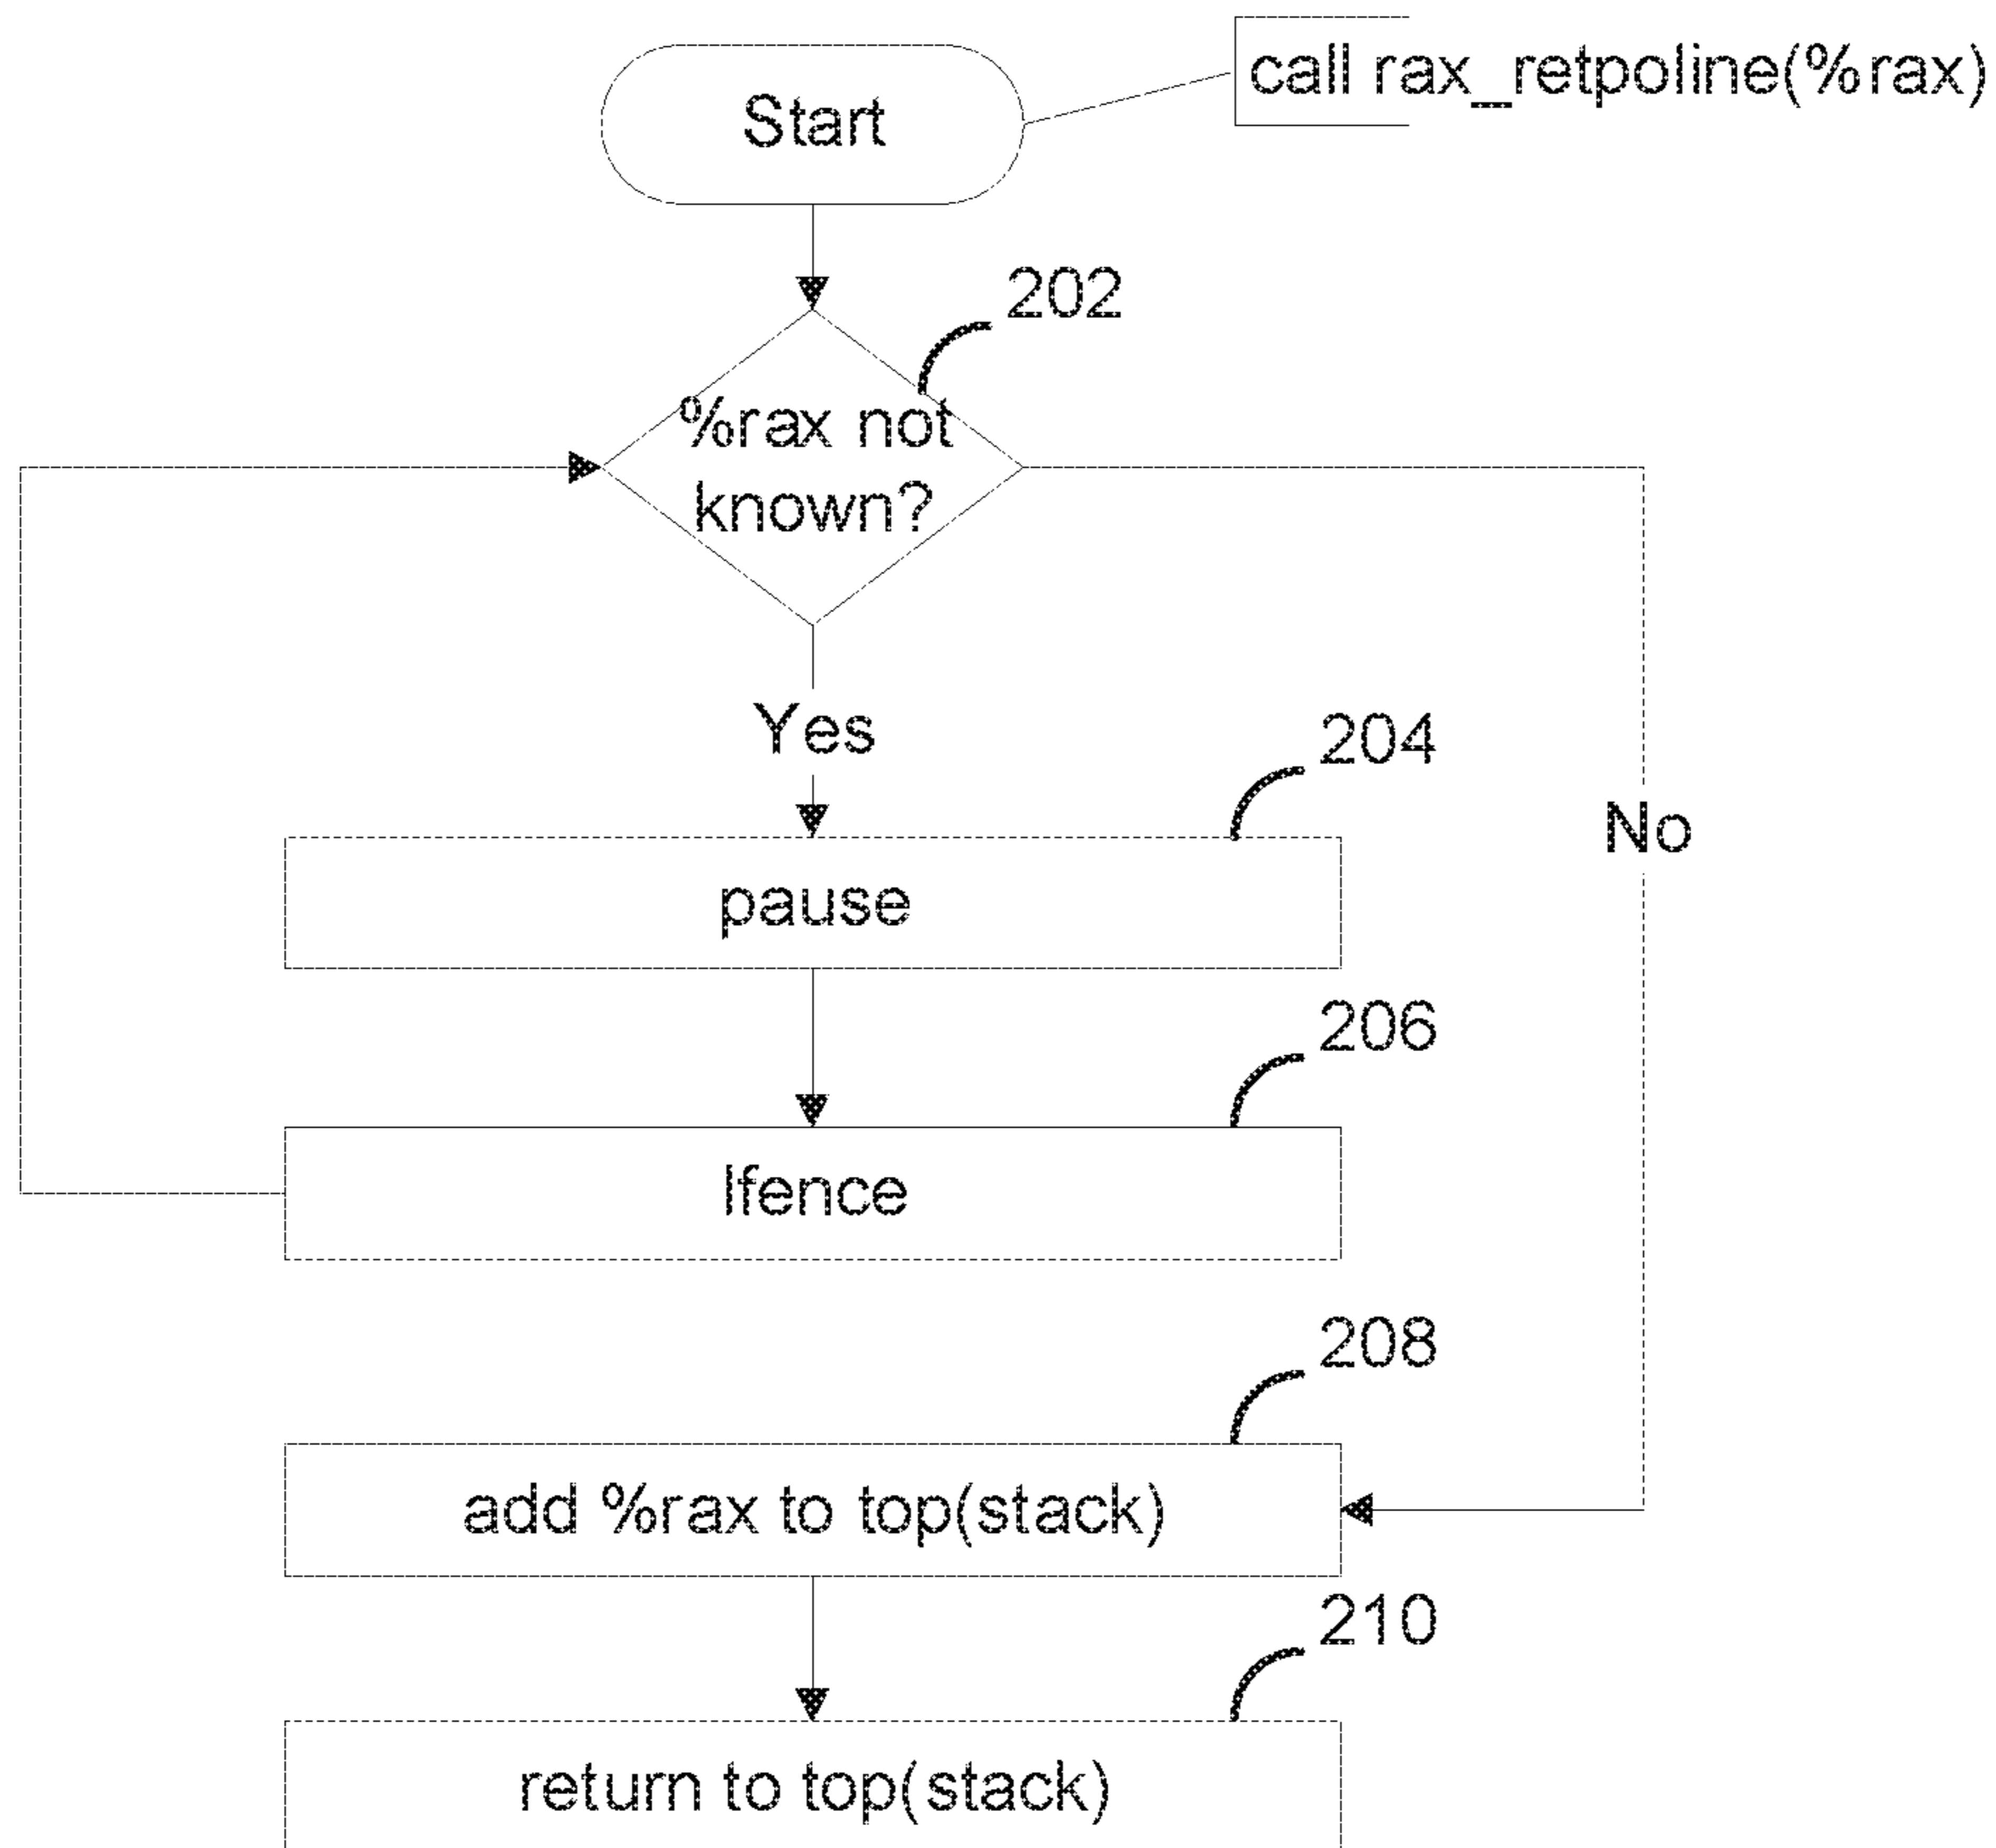 call rax_retpoline(%rax)
Start
202
%rax not
known?
Yes
204
No
pause
206
lfence
208
add %rax to top(stack)
210
return to top(stack)